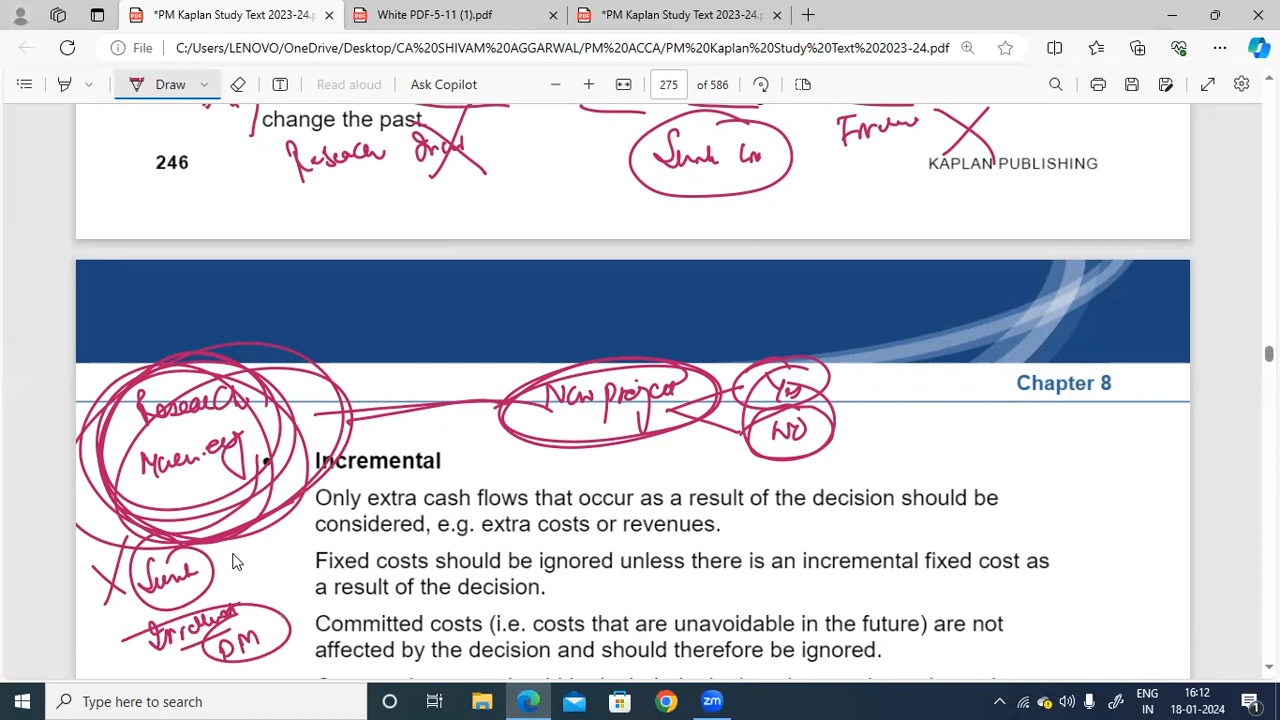 *PM Kaplan Study Text 2023-24.p
White PDF-5-11 (1).pdf
*PM Kaplan Study Text 2023-24.p
File
C:/Users/LENOVO/OneDrive/Desktop/CA%20SHIVAM%20AGGARWAL/PM%20ACCA/PM%20Kaplan%20Study%20Text%202023-24.pdf
Draw
Read aloud
Ask Copilot
275 of 586
change the past.
Research
Sunk
246
KAPLAN PUBLISHING
Research
New project
Yes
NO
Chapter 8
Incremental
Only extra cash flows that occur as a result of the decision should be
considered, e.g. extra costs or revenues.
Sunk
Fixed costs should be ignored unless there is an incremental fixed cost as
a result of the decision.
DM
Committed costs (i.e. costs that are unavoidable in the future) are not
affected by the decision and should therefore be ignored.
Type here to search
zm
ENG
IN
16:12
18-01-2024
1